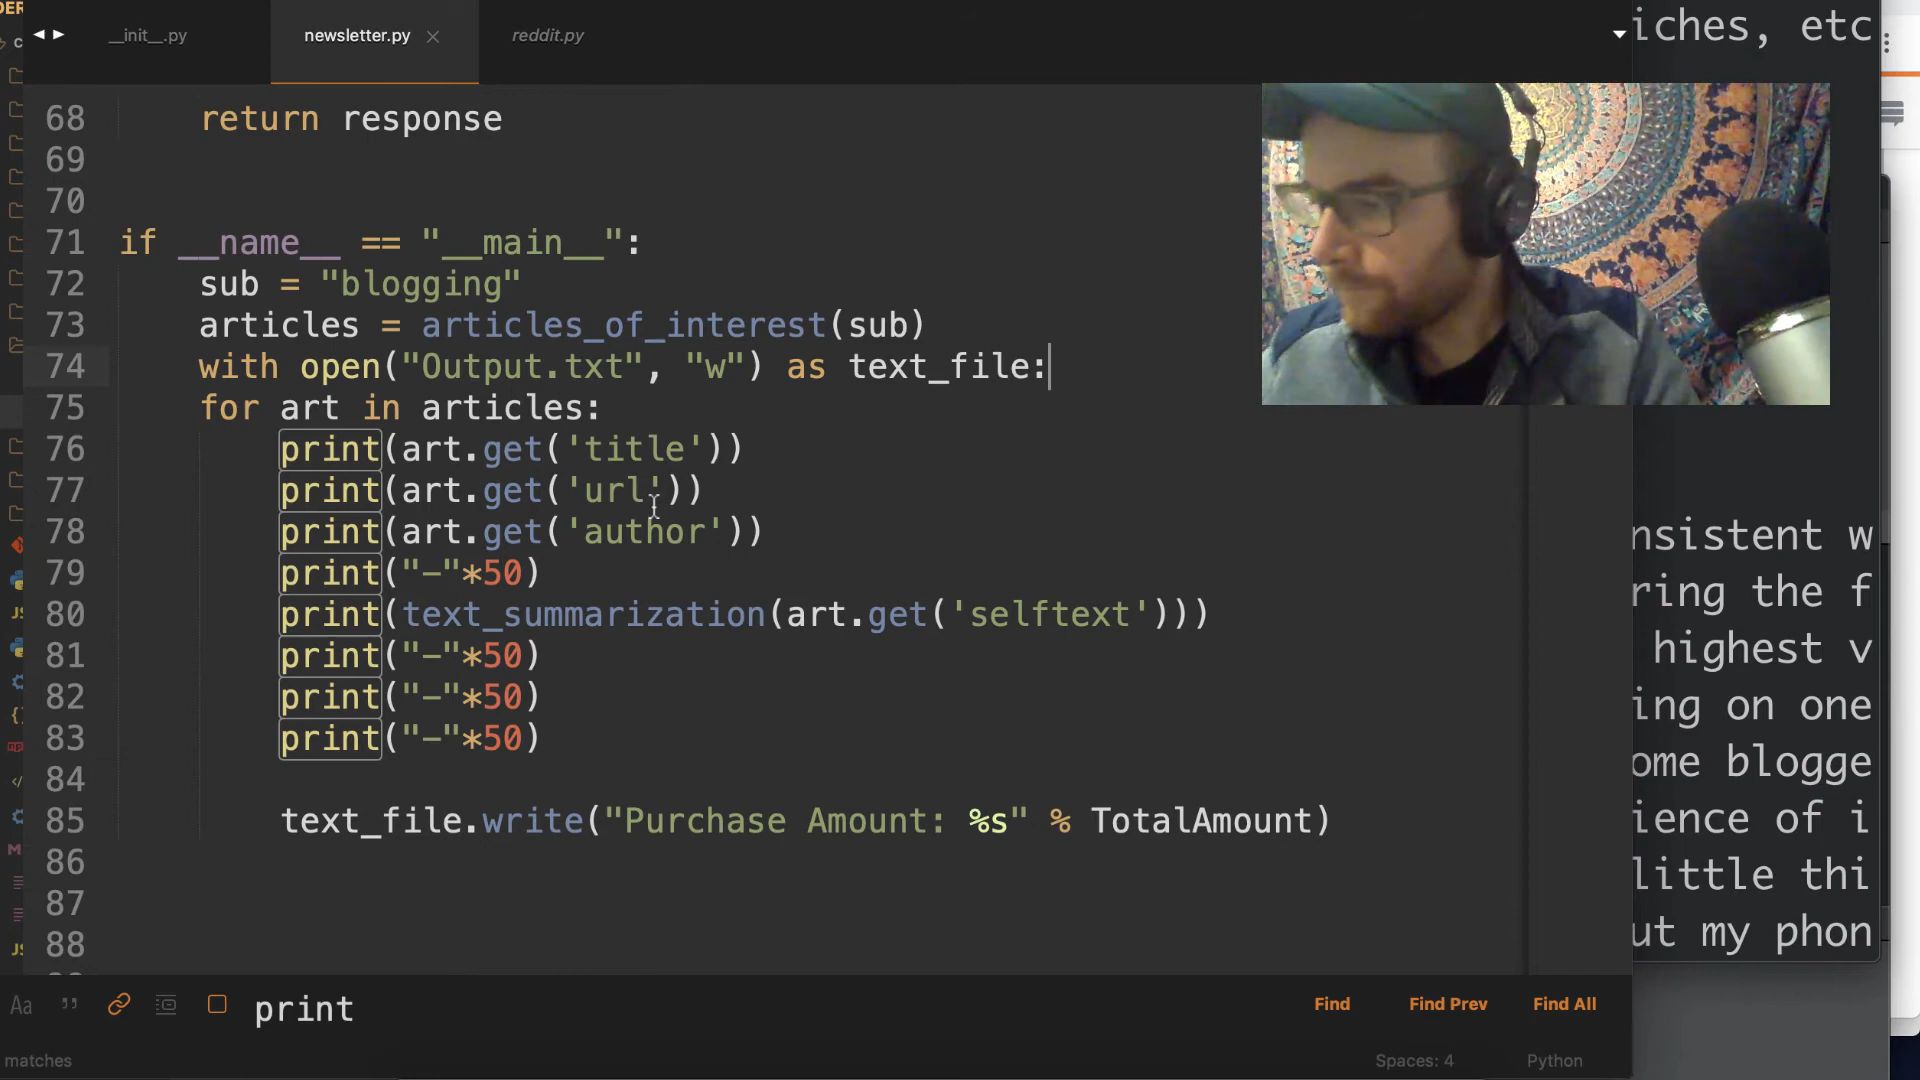 __init__.py
newsletter.py
reddit.py
iches, etc
68 return response
69
70
71 if __name__ == "__main__":
72 sub = "blogging"
73 articles = articles_of_interest(sub)
74 with open("Output.txt", "w") as text_file:
75 for art in articles:
76 print(art.get('title'))
77 print(art.get('url'))
78 print(art.get('author'))
79 print("-"*50)
80 print(text_summarization(art.get('selftext')))
81 print("-"*50)
82 print("-"*50)
83 print("-"*50)
84
85 text_file.write("Purchase Amount: %s" % TotalAmount)
86
87
88
nsistent w
ring the f
highest v
ing on one
ome blogge
ience of i
little thi
ut my phon
Aa
print
Find
Find Prev
Find All
matches
Spaces: 4
Python